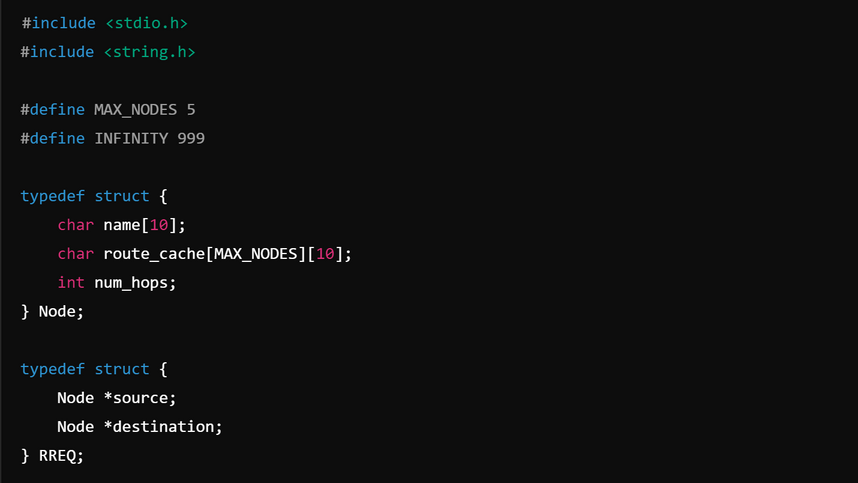 #include <stdio.h>
#include <string.h>

#define MAX_NODES 5
#define INFINITY 999

typedef struct {
    char name[10];
    char route_cache[MAX_NODES][10];
    int num_hops;
} Node;

typedef struct {
    Node *source;
    Node *destination;
} RREQ;